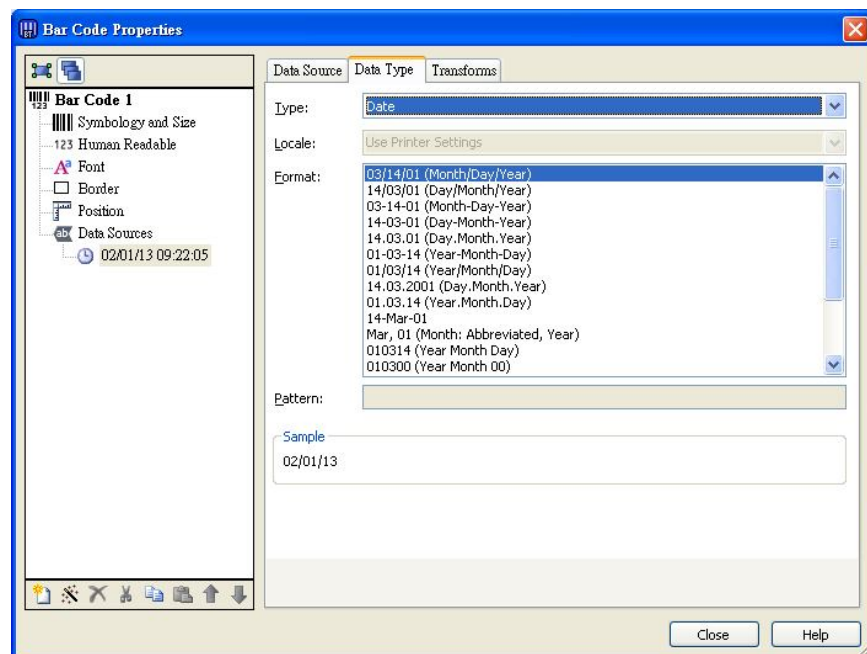 Bar Code Properties
Bar Code 1
Symbology and Size
123 Human Readable
Font
Border
Position
Data Sources
02/01/13 09:22:05
Data Source Data Type Transforms
Type: Date
Locale: Use Printer Settings
Format: 03/14/01 (Month/Day/Year)
14/03/01 (Day/Month/Year)
03-14-01 (Month-Day-Year)
14-03-01 (Day-Month-Year)
14.03.01 (Day.Month.Year)
01-03-14 (Year-Month-Day)
01/03/14 (Year/Month/Day)
14.03.2001 (Day.Month.Year)
01.03.14 (Year.Month.Day)
14-Mar-01
Mar, 01 (Month: Abbreviated, Year)
010314 (Year Month Day)
010300 (Year Month 00)
Pattern:
Sample
02/01/13
Close Help